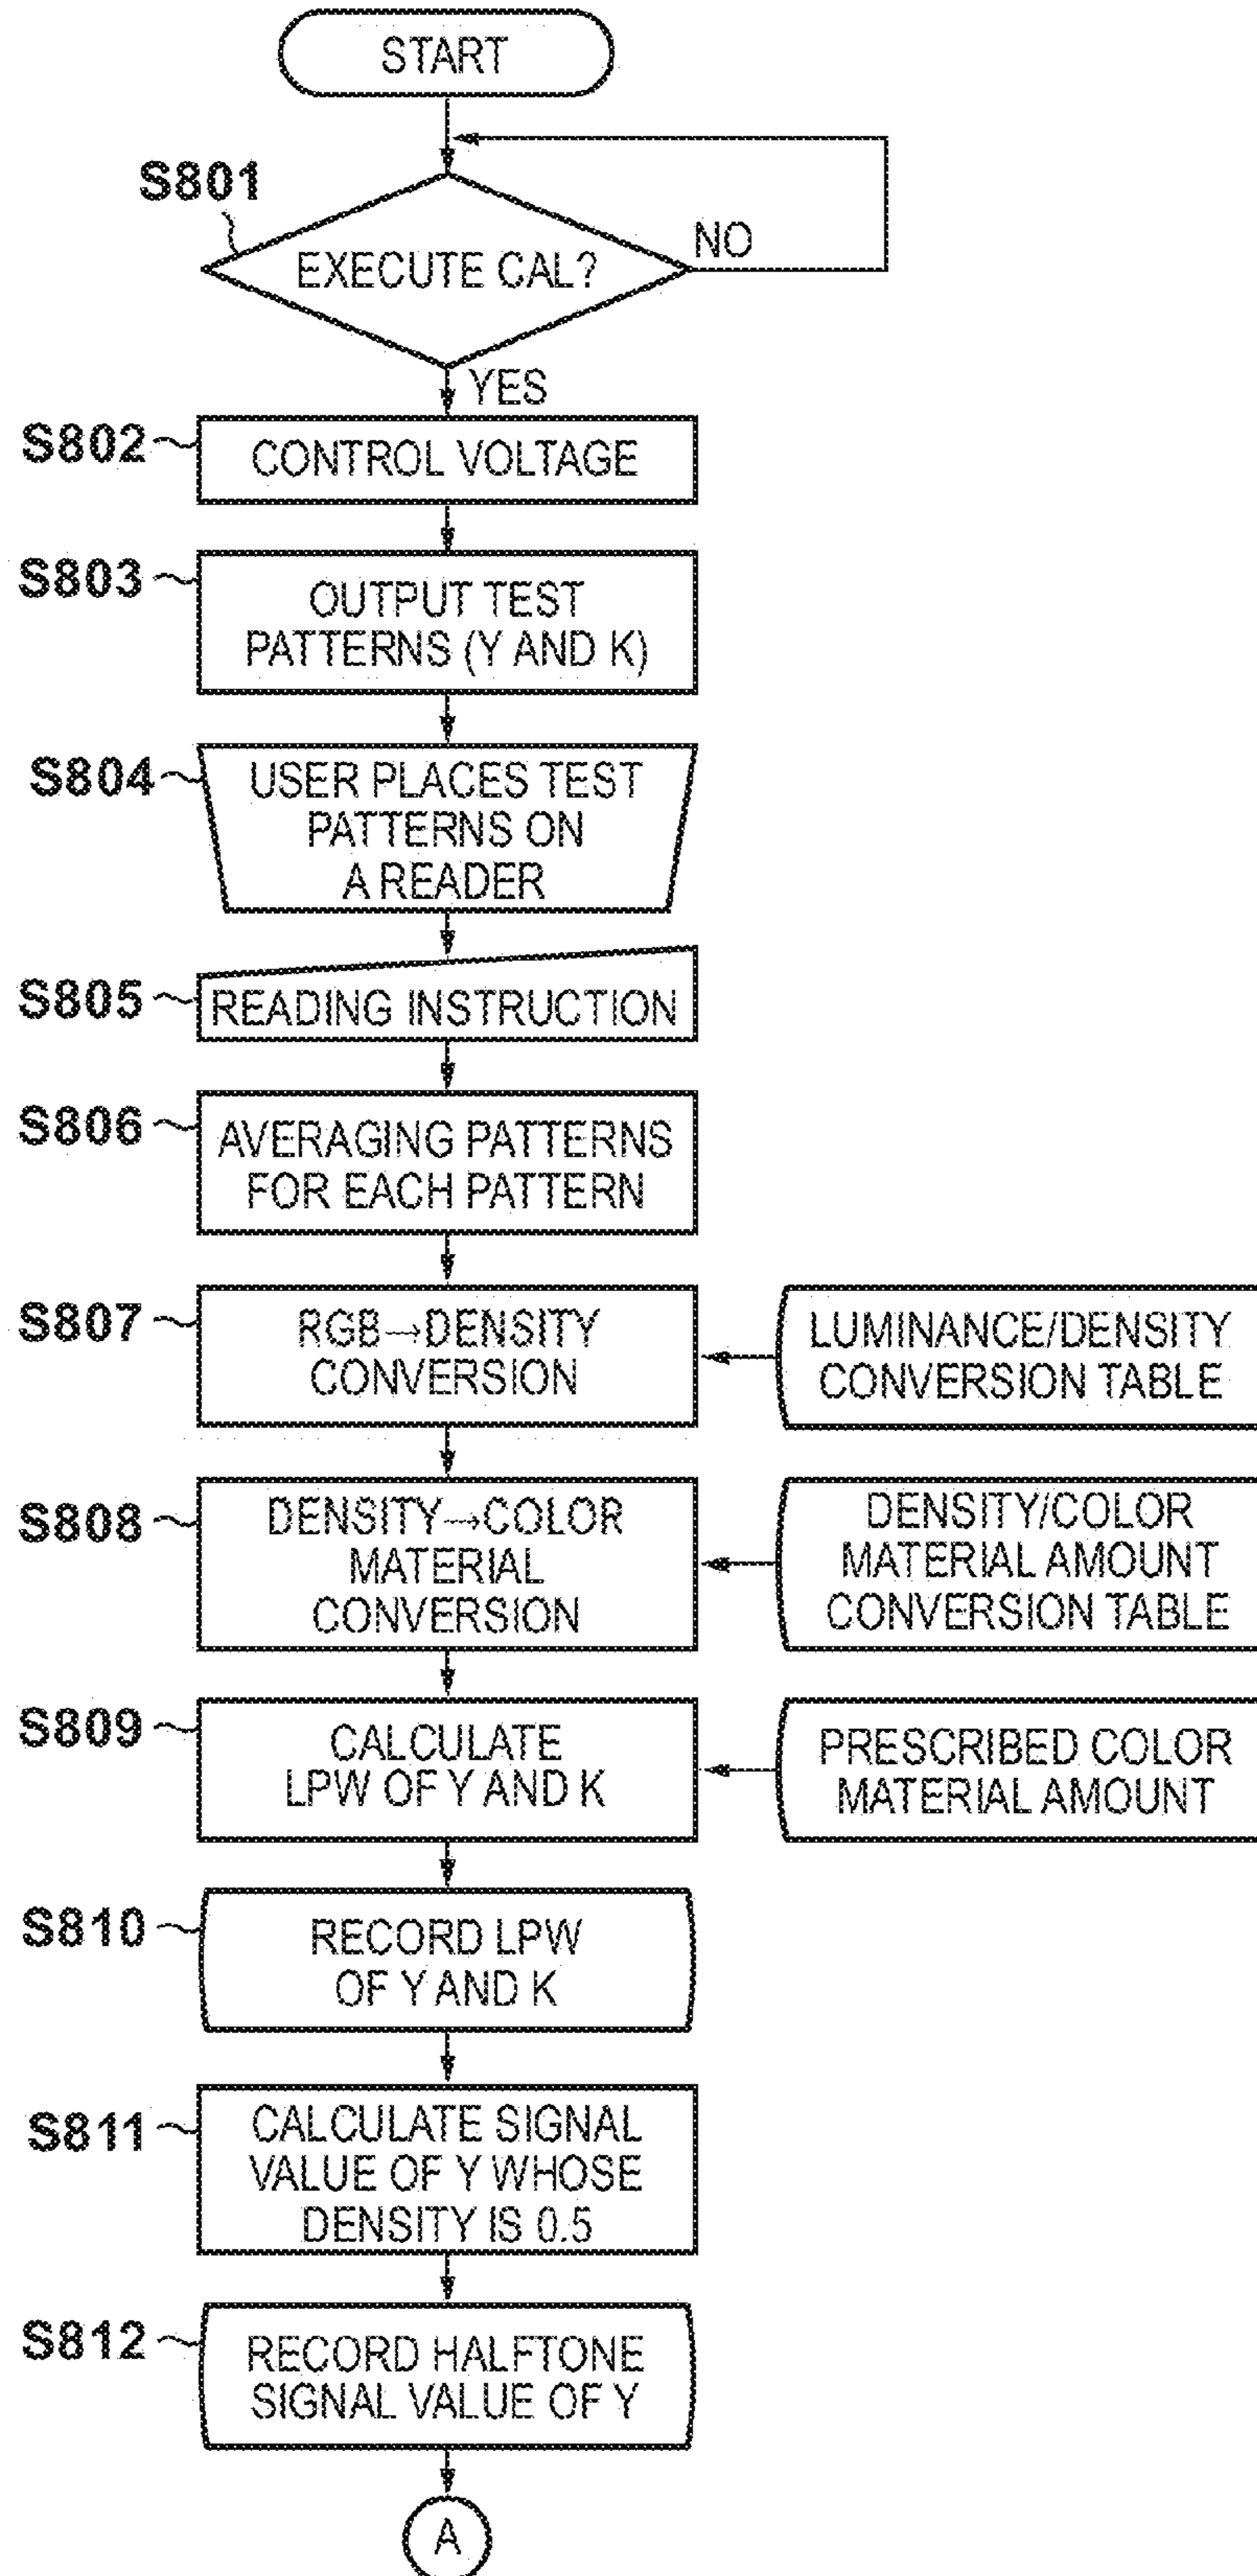 START
S801
EXECUTE CAL?
NO
YES
S802
CONTROL VOLTAGE
S803
OUTPUT TEST
PATTERNS (Y AND K)
S804
USER PLACES TEST
PATTERNS ON
A READER
S805
READING INSTRUCTION
S806
AVERAGING PATTERNS
FOR EACH PATTERN
S807
RGB→DENSITY
CONVERSION
LUMINANCE/DENSITY
CONVERSION TABLE
S808
DENSITY→COLOR
MATERIAL
CONVERSION
DENSITY/COLOR
MATERIAL AMOUNT
CONVERSION TABLE
S809
CALCULATE
LPW OF Y AND K
PRESCRIBED COLOR
MATERIAL AMOUNT
S810
RECORD LPW
OF Y AND K
S811
CALCULATE SIGNAL
VALUE OF Y WHOSE
DENSITY IS 0.5
S812
RECORD HALFTONE
SIGNAL VALUE OF Y
A